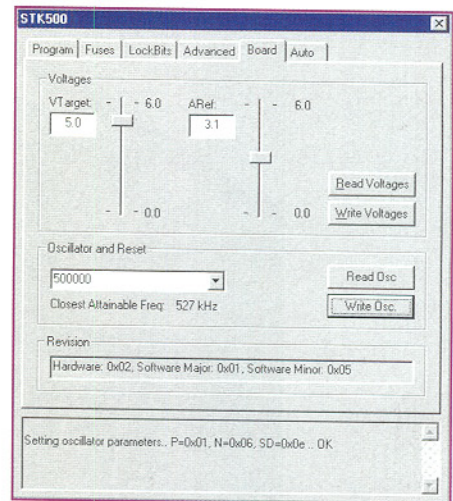 STK500
Program Fuses LockBits Advanced Board Auto
Voltages
VTarget: - - 6.0 ARef: - - 6.0
5.0 3.1
Read Voltages
- - 0.0 - - 0.0 Write Voltages
Oscillator and Reset
500000 Read Osc
Closest Attainable Freq: 527 kHz Write Osc.
Revision
Hardware: 0x02, Software Major: 0x01, Software Minor: 0x05
Setting oscillator parameters.. P=0x01, N=0x06, SD=0x0e .. OK